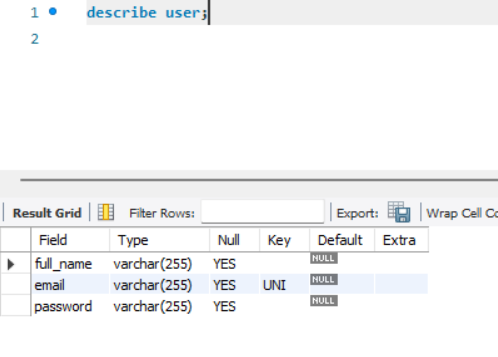 1 describe user;
2
Result Grid Filter Rows: Export: Wrap Cell Co
Field Type Null Key Default Extra
full_name varchar(255) YES NULL
email varchar(255) YES UNI NULL
password varchar(255) YES NULL